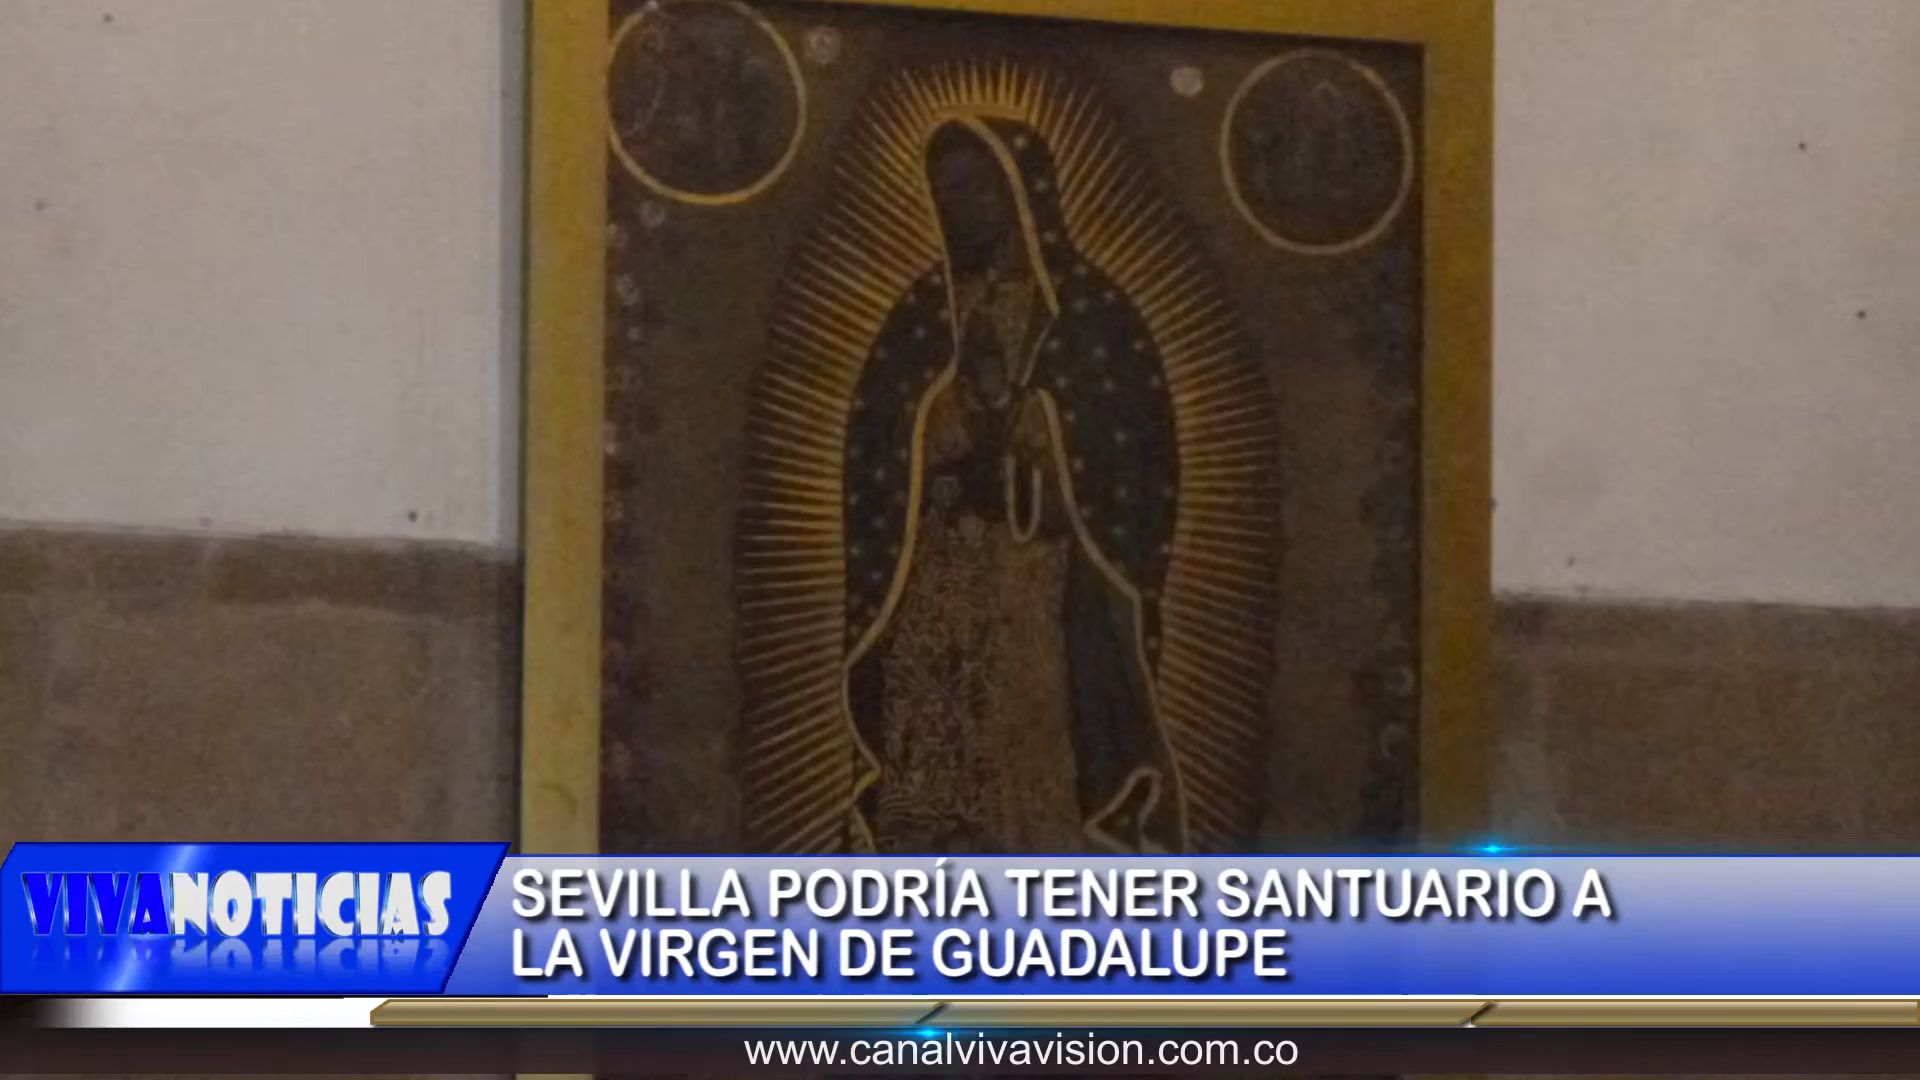 VIVANOTICIAS
SEVILLA PODRÍA TENER SANTUARIO A
LA VIRGEN DE GUADALUPE
www.canalvivavision.com.co